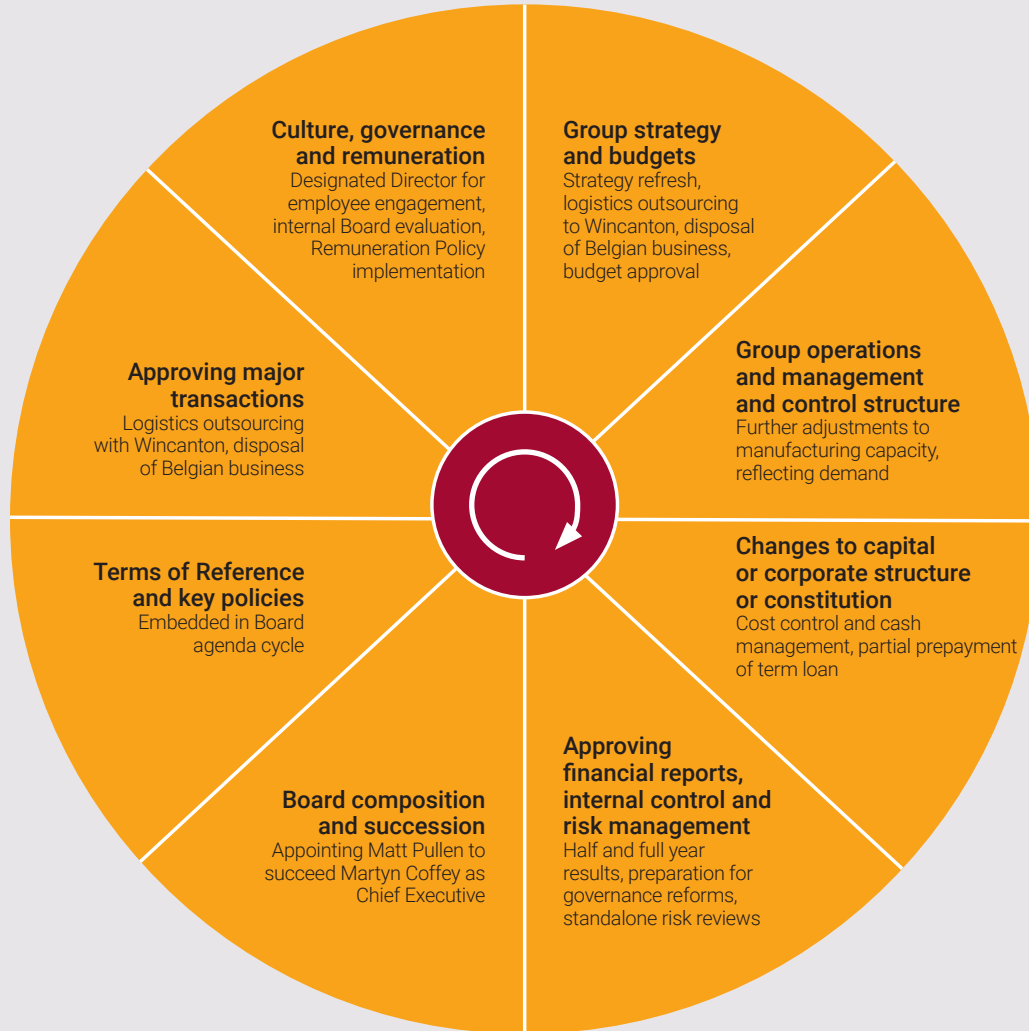 Culture, governance
and remuneration
Designated Director for
employee engagement,
internal Board evaluation,
Remuneration Policy
implementation
Group strategy
and budgets
Strategy refresh,
logistics outsourcing
to Wincanton, disposal
of Belgian business,
budget approval
Group operations
and management
and control structure
Further adjustments to
manufacturing capacity,
reflecting demand
Changes to capital
or corporate structure
or constitution
Cost control and cash
management, partial prepayment
of term loan
Approving
financial reports,
internal control and
risk management
Half and full year
results, preparation for
governance reforms,
standalone risk reviews
Board composition
and succession
Appointing Matt Pullen to
succeed Martyn Coffey as
Chief Executive
Terms of Reference
and key policies
Embedded in Board
agenda cycle
Approving major
transactions
Logistics outsourcing
with Wincanton, disposal
of Belgian business